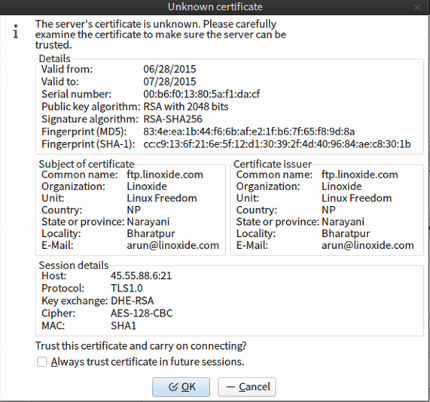 Unknown certificate
The server's certificate is unknown. Please carefully
examine the certificate to make sure the server can be
trusted.
Details
Valid from: 06/28/2015
Valid to: 07/28/2015
Serial number: 00:b6:f0:13:80:5a:f1:da:cf
Public key algorithm: RSA with 2048 bits
Signature algorithm: RSA-SHA256
Fingerprint (MD5): 83:4e:ea:1b:44:f6:6b:af:e2:1f:b6:7f:65:f8:9d:8a
Fingerprint (SHA-1): cc:c9:13:6f:21:6e:5f:12:d1:30:39:2f:4d:40:96:84:ae:c8:30:1b
Subject of certificate
Common name: ftp.linoxide.com
Organization: Linoxide
Unit: Linux Freedom
Country: NP
State or province: Narayani
Locality: Bharatpur
E-Mail: arun@linoxide.com
Certificate issuer
Common name: ftp.linoxide.com
Organization: Linoxide
Unit: Linux Freedom
Country: NP
State or province: Narayani
Locality: Bharatpur
E-Mail: arun@linoxide.com
Session details
Host: 45.55.88.6:21
Protocol: TLS1.0
Key exchange: DHE-RSA
Cipher: AES-128-CBC
MAC: SHA1
Trust this certificate and carry on connecting?
Always trust certificate in future sessions.
OK
Cancel